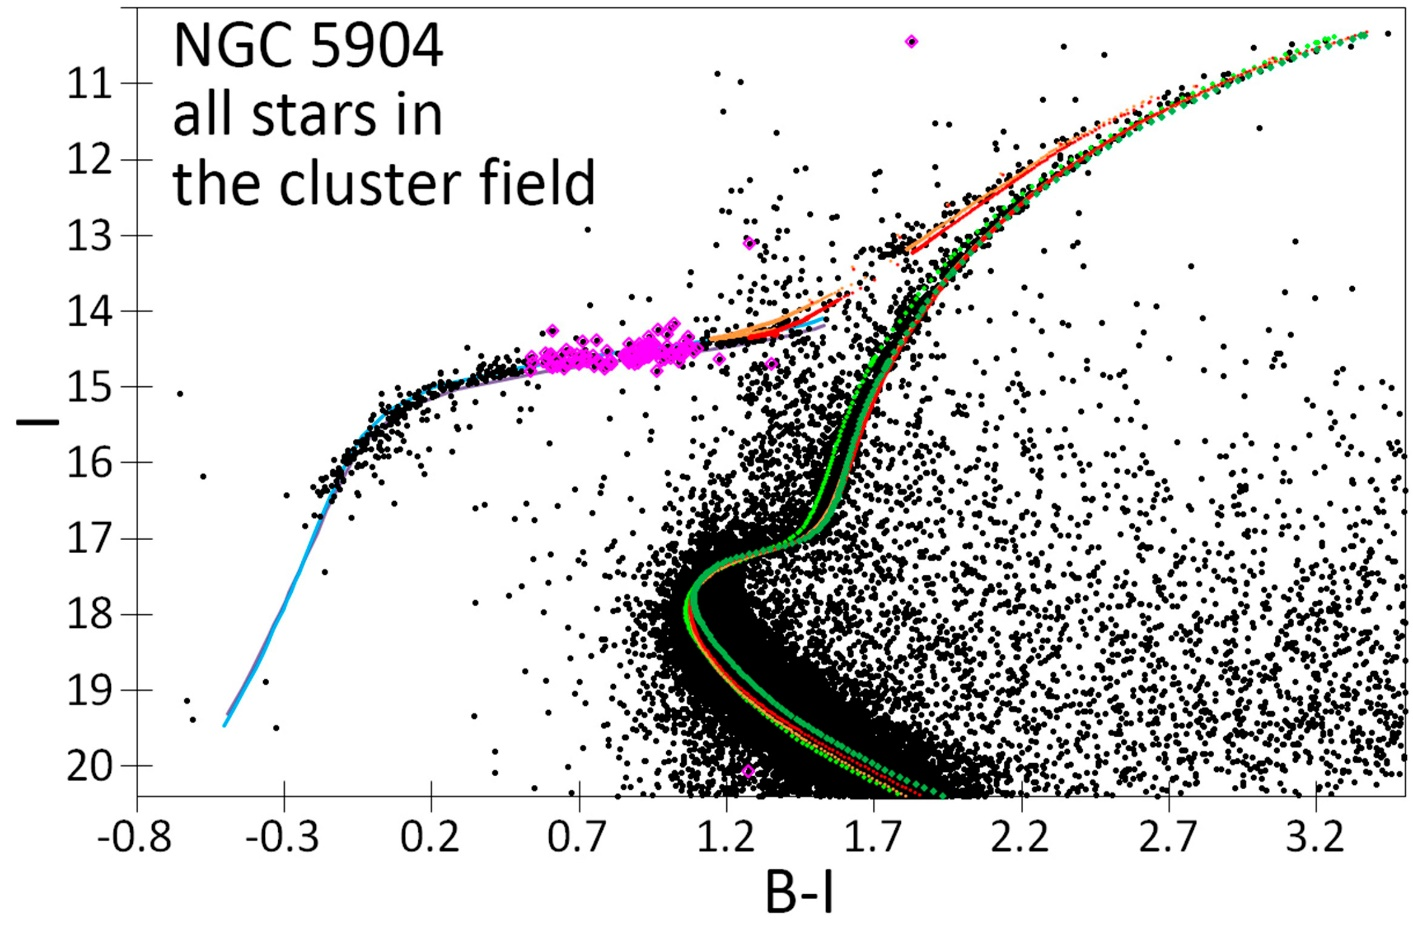 NGC 5904
all stars in
the cluster field
11
12
13
14
15
16
17
18
19
20
I
-0.8 -0.3 0.2 0.7 1.2 1.7 2.2 2.7 3.2
B-I